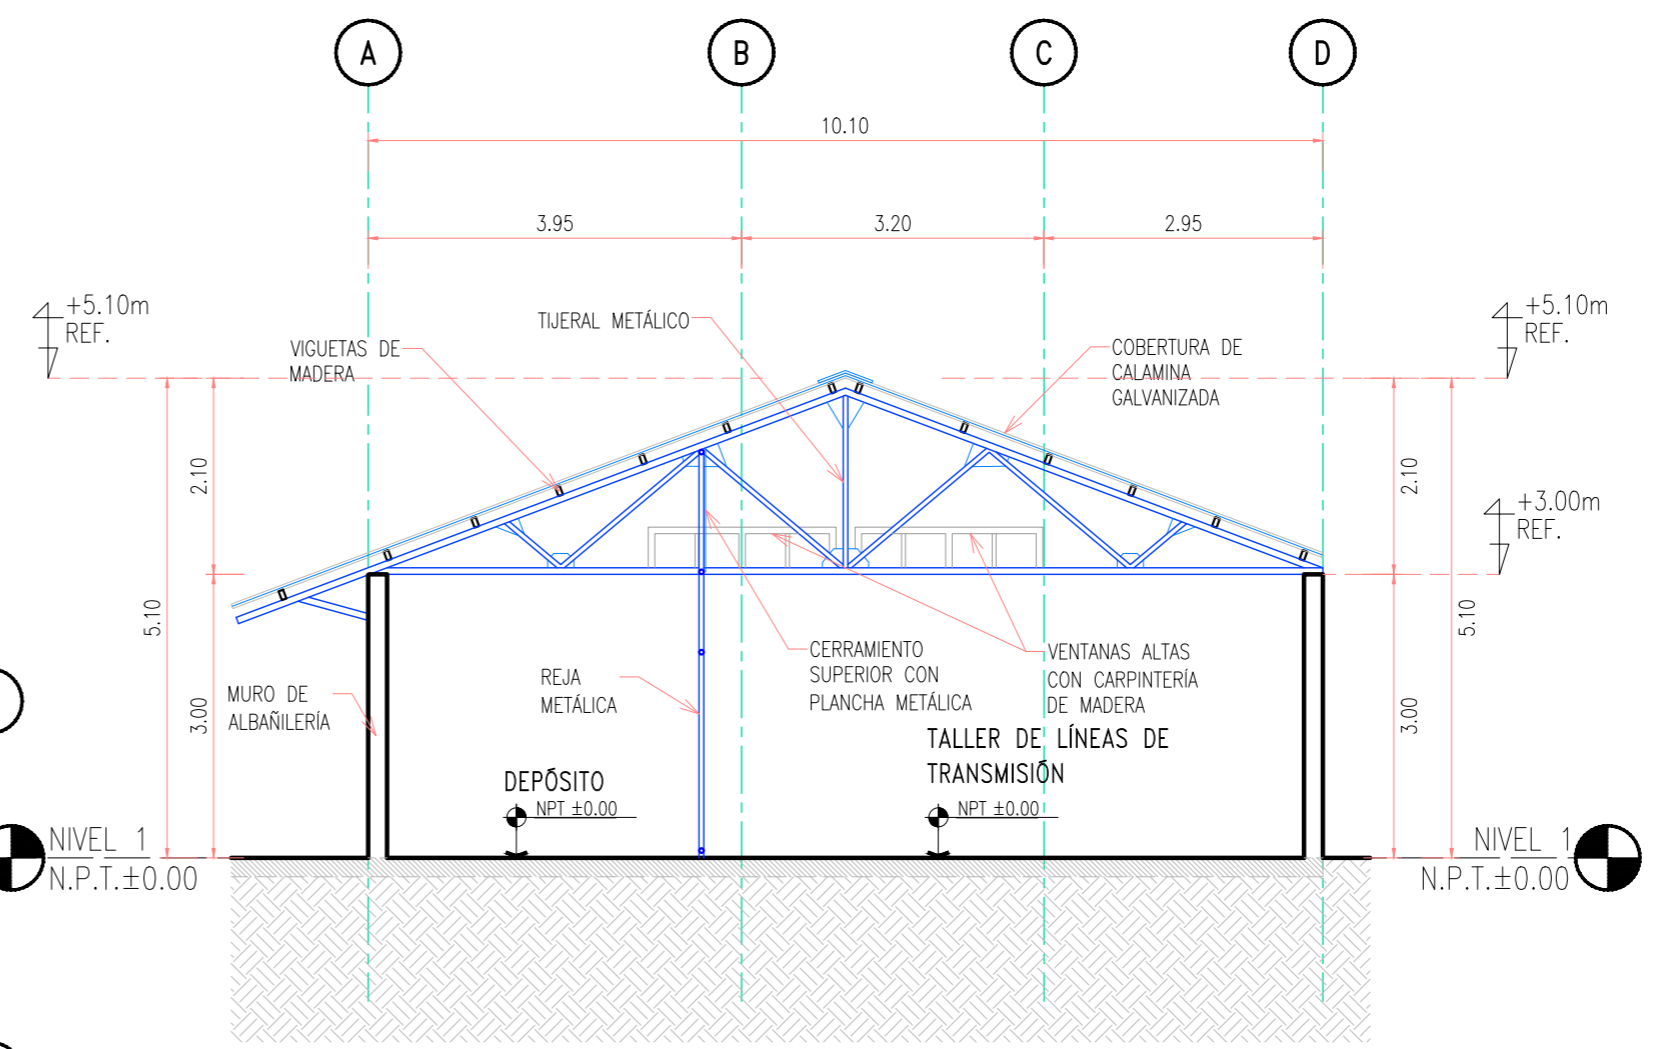 A
B
C
D
10.10
3.95
3.20
2.95
+5.10m
REF.
TIJERAL METÁLICO
+5.10m
REF.
VIGUETAS DE
MADERA
COBERTURA DE
CALAMINA
GALVANIZADA
2.10
2.10
+3.00m
REF.
5.10
5.10
3.00
3.00
MURO DE
ALBAÑILERÍA
REJA
METÁLICA
CERRAMIENTO
SUPERIOR CON
PLANCHA METÁLICA
VENTANAS ALTAS
CON CARPINTERÍA
DE MADERA
DEPÓSITO
NPT ±0.00
TALLER DE LÍNEAS DE
TRANSMISIÓN
NPT ±0.00
NIVEL 1
N.P.T.±0.00
NIVEL 1
N.P.T.±0.00